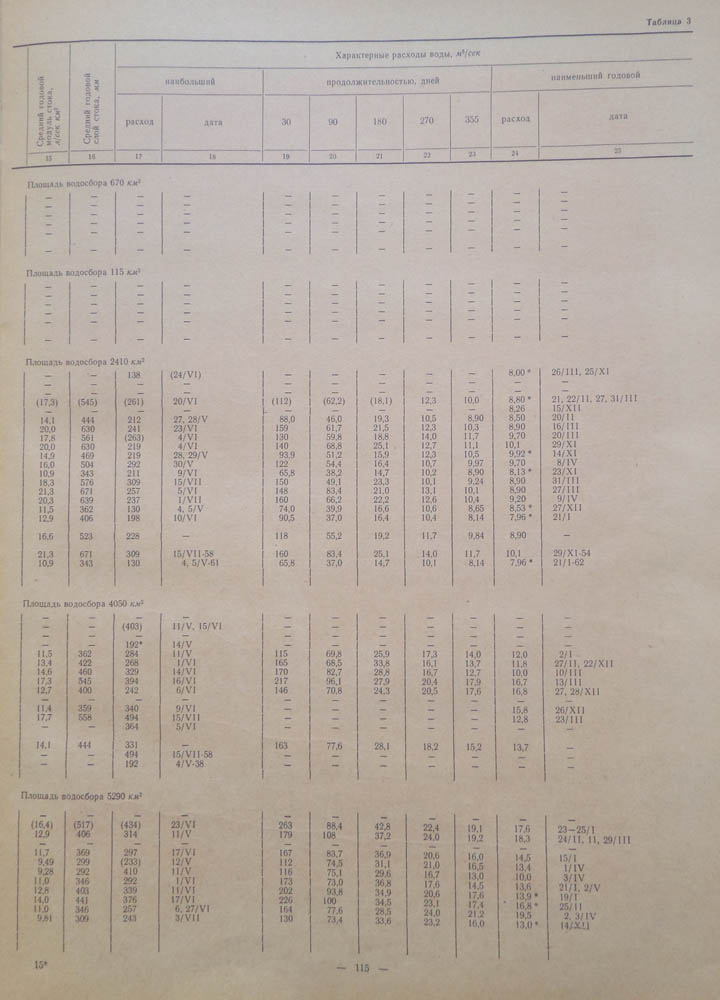 Таблица 3
Характерные расходы воды, м³/сек
Средний годовой модуль стока, л/сек км²
Средний годовой слой стока, мм
наибольший
продолжительностью, дней
наименьший годовой
расход
дата
30
90
180
270
355
расход
дата
15 16 17 18 19 20 21 22 23 24 25
Площадь водосбора 670 км²
— — — — — — — — — — —
— — — — — — — — — — —
— — — — — — — — — — —
— — — — — — — — — — —
— — — — — — — — — — —
— — — — — — — — — — —
Площадь водосбора 115 км²
— — — — — — — — — — —
— — — — — — — — — — —
— — — — — — — — — — —
— — — — — — — — — — —
— — — — — — — — — — —
— — — — — — — — — — —
Площадь водосбора 2410 км²
— — 138 (24/VI) — — — — — 8,00* 26/III, 25/XI
— — — — — — — — — — —
— — — — — — — — — — —
(17,3) (545) (261) 20/VI (112) (62,2) (18,1) 12,3 10,0 8,80* 21, 22/II, 27, 31/III
— — — — — — — — — 8,26 15/XII
14,1 444 212 27, 28/V 88,0 46,0 19,3 10,5 8,90 8,50 20/II
20,0 630 241 23/VI 159 61,7 21,5 12,3 10,3 8,90 16/III
17,8 561 (263) 4/VI 130 59,8 18,8 14,0 11,7 9,70 20/III
20,0 630 219 4/VI 140 68,8 25,1 12,7 11,1 10,1 29/XI
14,9 469 219 28, 29/V 93,9 51,2 15,9 12,3 10,5 9,92* 14/XI
16,0 504 292 30/V 122 54,4 16,4 10,7 9,97 9,70 8/IV
10,9 343 211 9/VI 65,8 38,2 14,7 10,2 8,90 8,13* 23/XI
18,3 576 309 15/VII 150 49,1 23,3 10,1 9,24 8,90 31/III
21,3 671 257 5/VI 148 83,4 21,0 13,1 10,1 8,90 27/III
20,3 639 237 1/VII 160 66,2 22,2 12,6 10,4 9,20 9/IV
11,5 362 130 4, 5/V 74,0 39,9 16,6 10,6 8,65 8,53* 27/XII
12,9 406 198 10/VI 90,5 37,0 16,4 10,4 8,14 7,96* 21/I
16,6 523 228 — 118 55,2 19,2 11,7 9,84 8,90 —
21,3 671 309 15/VII-58 160 83,4 25,1 14,0 11,7 10,1 29/XI-54
10,9 343 130 4, 5/V-61 65,8 37,0 14,7 10,1 8,14 7,96* 21/I-62
Площадь водосбора 4050 км²
— — — — — — — — — — —
— — (403) 11/V, 15/VI — — — — — — —
— — — — — — — — — — —
— — 192* 14/V — — — — — — —
11,5 362 284 11/V 115 69,8 25,9 17,3 14,0 12,0 2/I
13,4 422 268 1/VI 165 68,5 33,8 16,1 13,7 11,8 27/II, 22/XII
14,6 460 329 14/VI 170 82,7 28,8 16,7 12,7 10,0 10/III
17,3 545 394 16/VI 217 96,1 27,9 20,4 17,9 16,7 13/III
12,7 400 242 6/VI 146 70,8 24,3 20,5 17,6 16,8 27, 28/XII
— — — — — — — — — — —
11,4 359 340 9/VI — — — — — 15,8 26/XII
17,7 558 494 15/VII — — — — — 12,8 23/III
— — 364 5/VI — — — — — — —
14,1 444 331 — 163 77,6 28,1 18,2 15,2 13,7 —
— — 494 15/VII-58 — — — — — — —
— — 192 4/V-38 — — — — — — —
Площадь водосбора 5290 км²
— — — — — — — — — — —
(16,4) (517) (434) 23/VI 263 88,4 42,8 22,4 19,1 17,6 23—25/I
12,9 406 314 11/V 179 108 37,2 24,0 19,2 18,3 24/II, 11, 29/III
— — — — — — — — — — —
11,7 369 297 17/VI 167 83,7 36,9 20,6 16,0 14,5 15/I
9,49 299 (233) 12/V 112 74,5 31,1 21,0 16,5 13,4 1/IV
9,28 292 410 11/V 116 75,1 29,6 16,7 13,0 10,0 3/IV
11,0 346 292 1/VI 173 73,0 36,8 17,6 14,5 13,6 21/I, 2/V
12,8 403 339 11/VI 202 93,8 34,9 20,6 17,6 13,9* 19/I
14,0 441 376 17/VI 226 100 34,5 23,1 17,4 16,8* 25/II
11,0 346 257 6, 27/VI 164 77,6 28,5 24,0 21,2 19,5 2, 3/IV
9,81 309 243 3/VII 130 73,4 33,6 23,2 16,0 13,0* 14/XII
15*
— 115 —